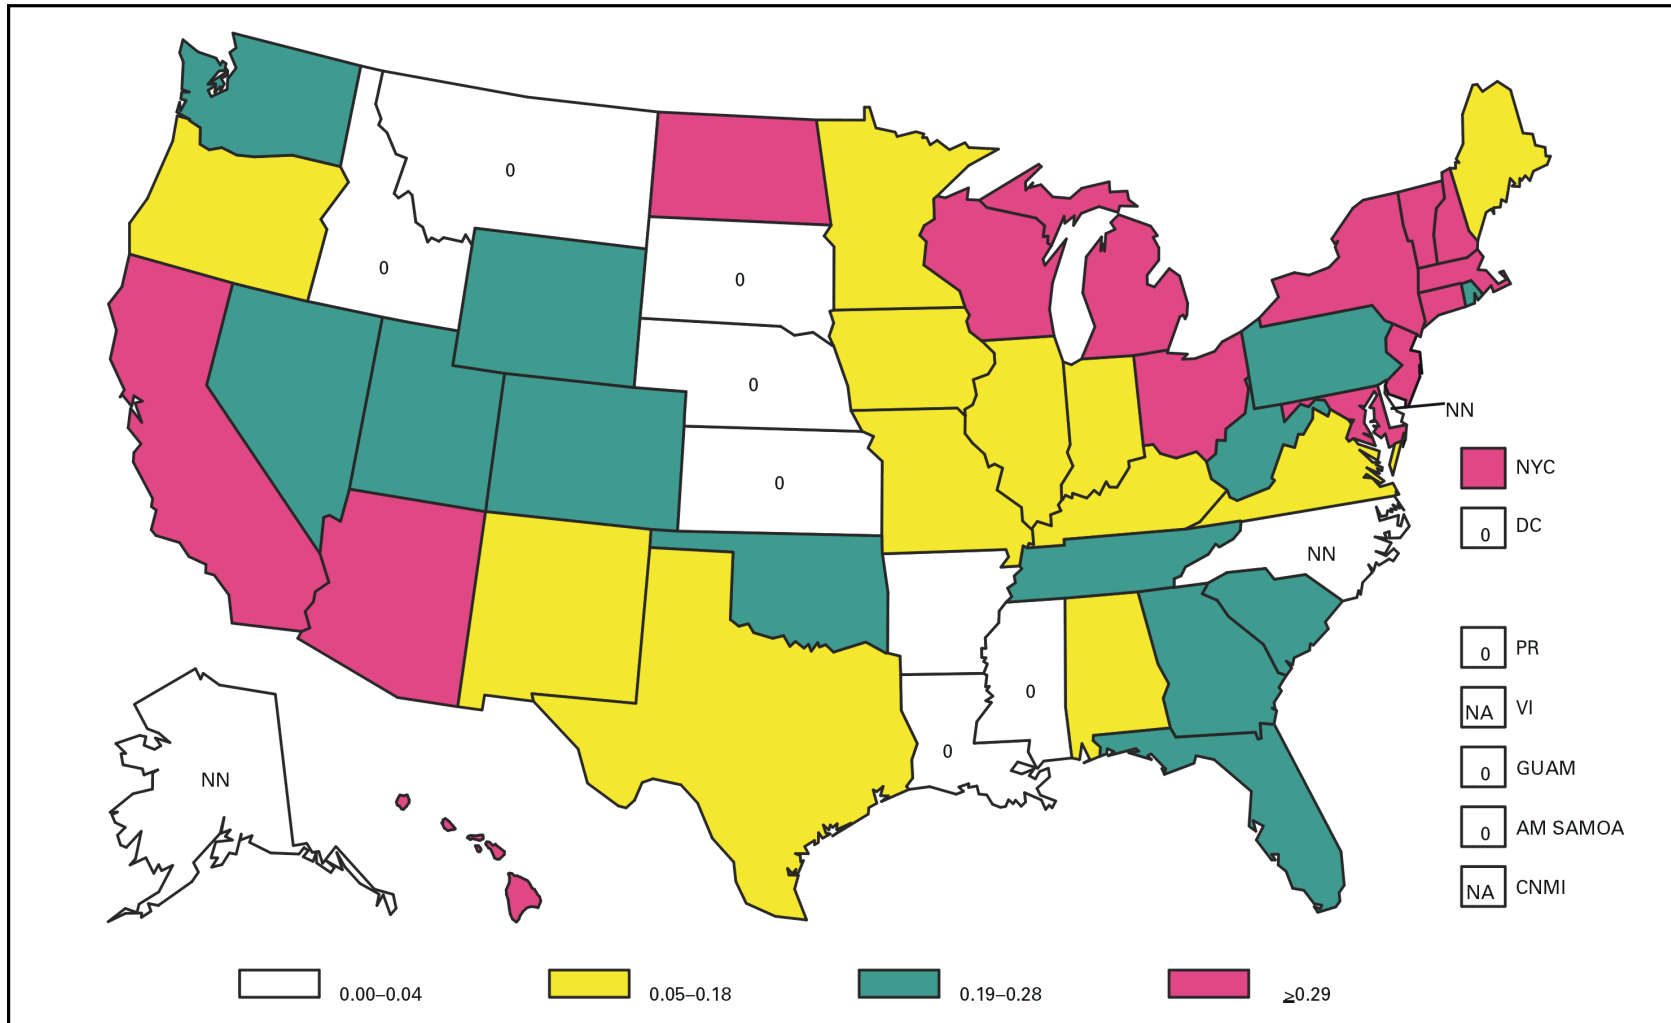 0
0
0
0
0
NN
NYC
0 DC
NN
0 PR
0
NA VI
0
NN
0 GUAM
0 AM SAMOA
NA CNMI
0.00–0.04
0.05–0.18
0.19–0.28
≥0.29